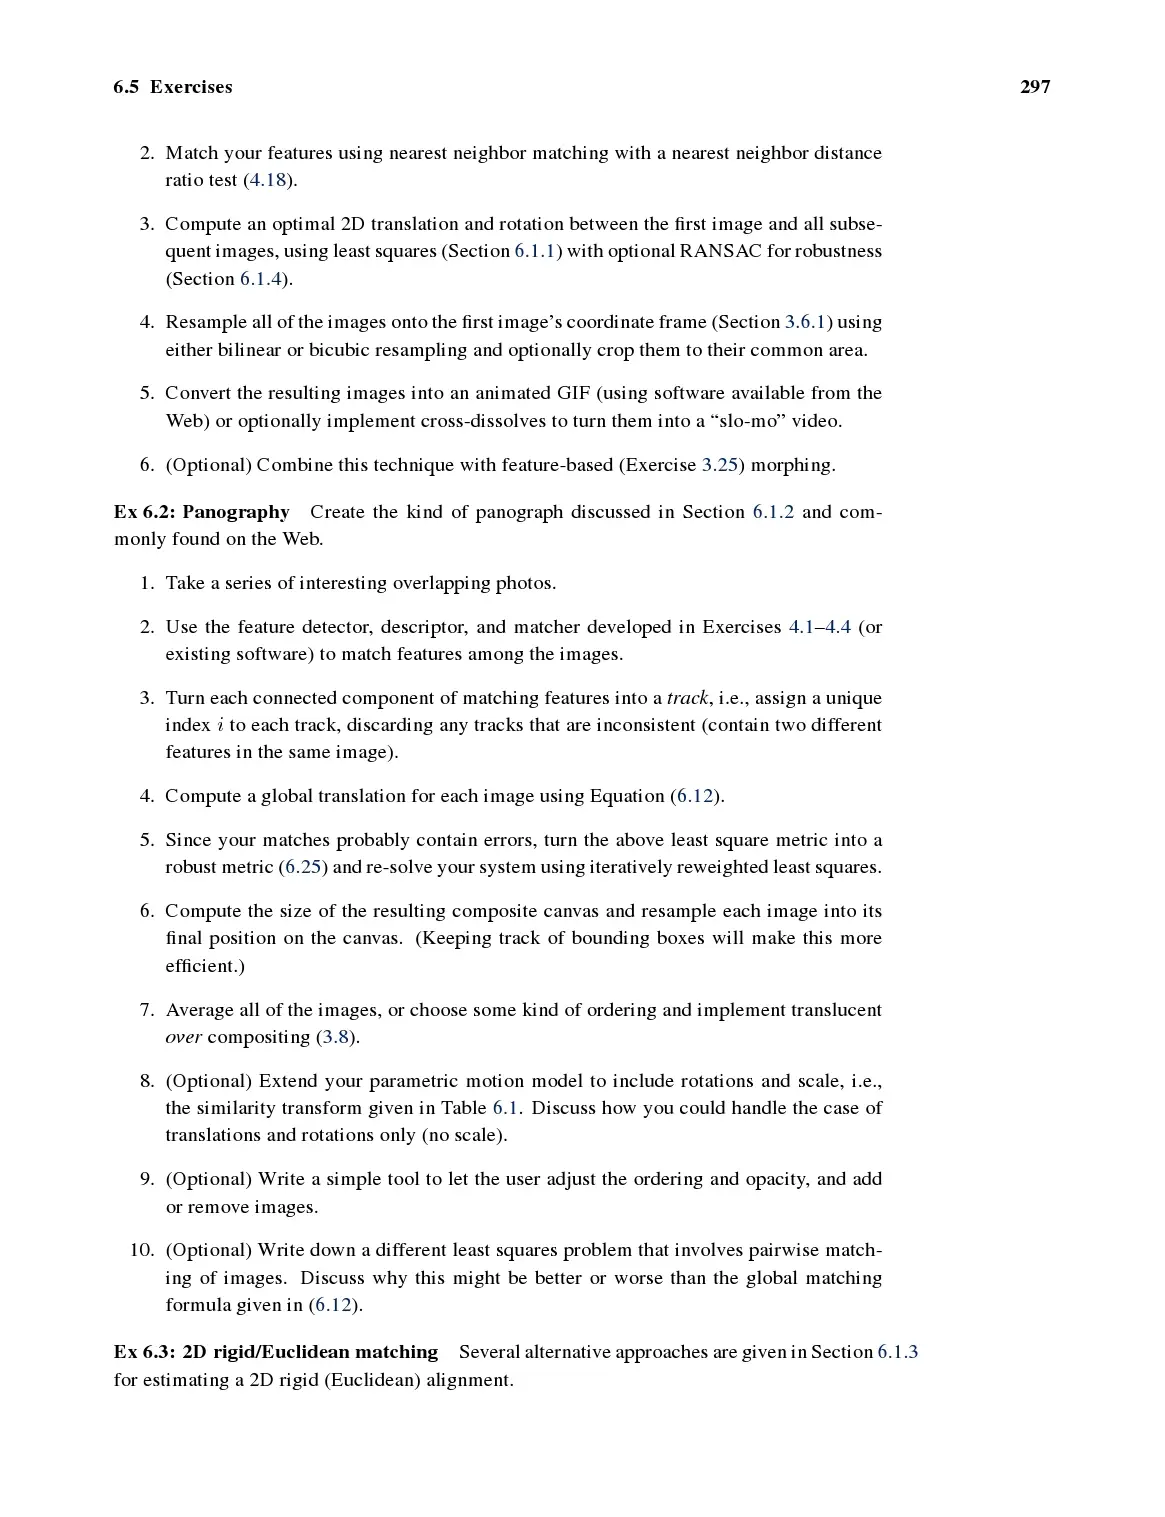 6.5 Exercises 297
2. Match your features using nearest neighbor matching with a nearest neighbor distance
ratio test (4.18).
3. Compute an optimal 2D translation and rotation between the first image and all subse-
quent images, using least squares (Section 6.1.1) with optional RANSAC for robustness
(Section 6.1.4).
4. Resample all of the images onto the first image’s coordinate frame (Section 3.6.1) using
either bilinear or bicubic resampling and optionally crop them to their common area.
5. Convert the resulting images into an animated GIF (using software available from the
Web) or optionally implement cross-dissolves to turn them into a “slo-mo” video.
6. (Optional) Combine this technique with feature-based (Exercise 3.25) morphing.
Ex 6.2: Panography Create the kind of panograph discussed in Section 6.1.2 and com-
monly found on the Web.
1. Take a series of interesting overlapping photos.
2. Use the feature detector, descriptor, and matcher developed in Exercises 4.1–4.4 (or
existing software) to match features among the images.
3. Turn each connected component of matching features into a track, i.e., assign a unique
index i to each track, discarding any tracks that are inconsistent (contain two different
features in the same image).
4. Compute a global translation for each image using Equation (6.12).
5. Since your matches probably contain errors, turn the above least square metric into a
robust metric (6.25) and re-solve your system using iteratively reweighted least squares.
6. Compute the size of the resulting composite canvas and resample each image into its
final position on the canvas. (Keeping track of bounding boxes will make this more
efficient.)
7. Average all of the images, or choose some kind of ordering and implement translucent
over compositing (3.8).
8. (Optional) Extend your parametric motion model to include rotations and scale, i.e.,
the similarity transform given in Table 6.1. Discuss how you could handle the case of
translations and rotations only (no scale).
9. (Optional) Write a simple tool to let the user adjust the ordering and opacity, and add
or remove images.
10. (Optional) Write down a different least squares problem that involves pairwise match-
ing of images. Discuss why this might be better or worse than the global matching
formula given in (6.12).
Ex 6.3: 2D rigid/Euclidean matching Several alternative approaches are given in Section 6.1.3
for estimating a 2D rigid (Euclidean) alignment.